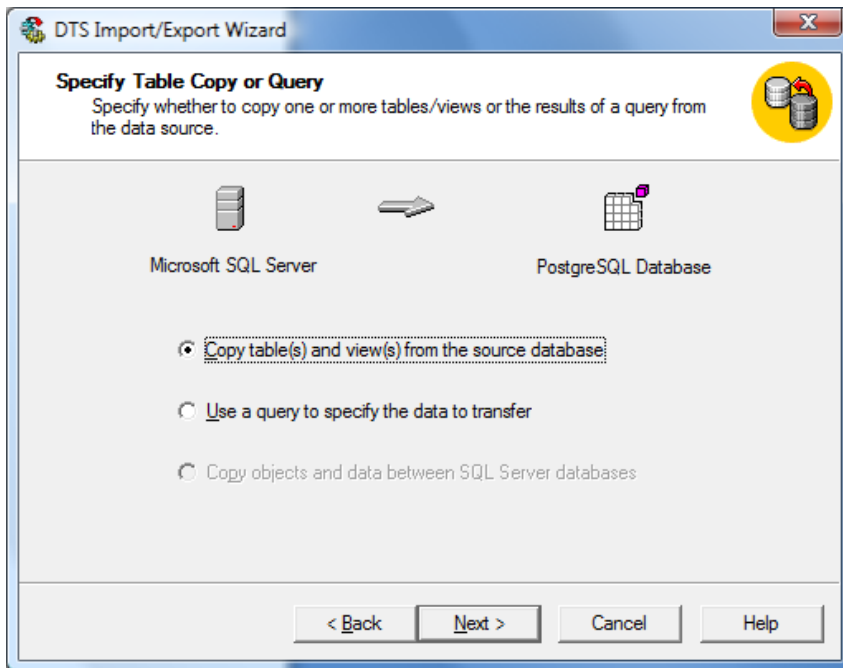 DTS Import/Export Wizard
Specify Table Copy or Query
Specify whether to copy one or more tables/views or the results of a query from
the data source.
Microsoft SQL Server
PostgreSQL Database
Copy table(s) and view(s) from the source database
Use a query to specify the data to transfer
Copy objects and data between SQL Server databases
< Back
Next >
Cancel
Help